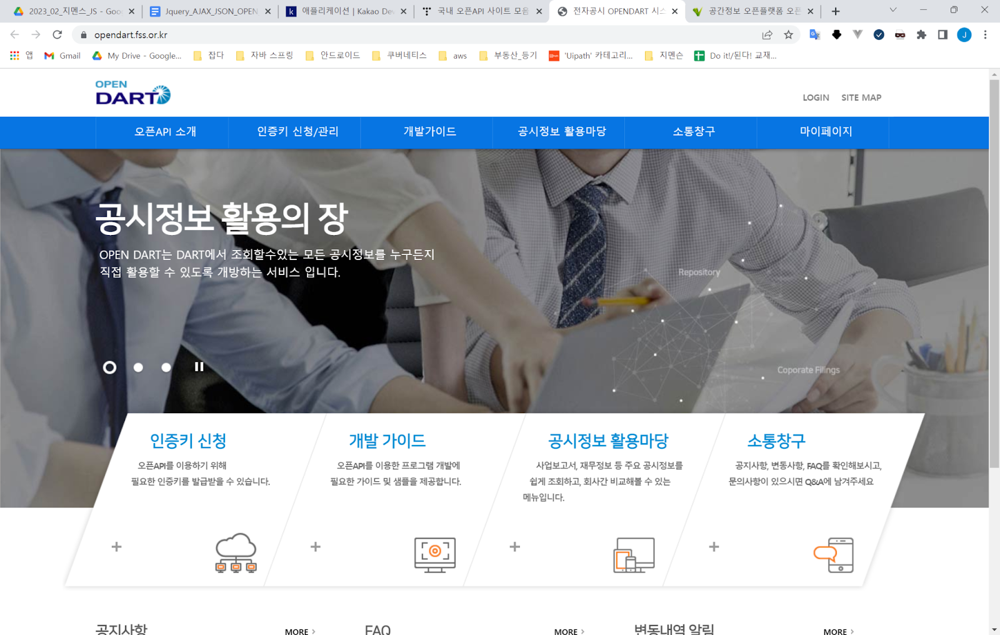 2023_02_지멘스_JS - Goo
Jquery_AJAX_JSON_OPEN
애플리케이션 | Kakao De
국내 오픈API 사이트 모음
전자공시 OPENDART 시스
공간정보 오픈플랫폼 오픈
opendart.fss.or.kr
J
앱
Gmail
My Drive - Google...
잡다
자바 스프링
안드로이드
쿠버네티스
aws
부동산_등기
'Uipath' 카테고리...
지멘슨
Do it!/된다! 교재...
OPEN
DART
LOGIN
SITE MAP
오픈API 소개
인증키 신청/관리
개발가이드
공시정보 활용마당
소통창구
마이페이지
공시정보 활용의 장
OPEN DART는 DART에서 조회할수있는 모든 공시정보를 누구든지
직접 활용할 수 있도록 개방하는 서비스 입니다.
Repository
Coporate Filings
인증키 신청
오픈API를 이용하기 위해
필요한 인증키를 발급받을 수 있습니다.
개발 가이드
오픈API를 이용한 프로그램 개발에
필요한 가이드 및 샘플을 제공합니다.
공시정보 활용마당
사업보고서, 재무정보 등 주요 공시정보를
쉽게 조회하고, 회사간 비교해볼 수 있는
메뉴입니다.
소통창구
공지사항, 변동사항, FAQ를 확인해보시고,
문의사항이 있으시면 Q&A에 남겨주세요
공지사항
MORE
FAQ
MORE
변동내역 알림
MORE